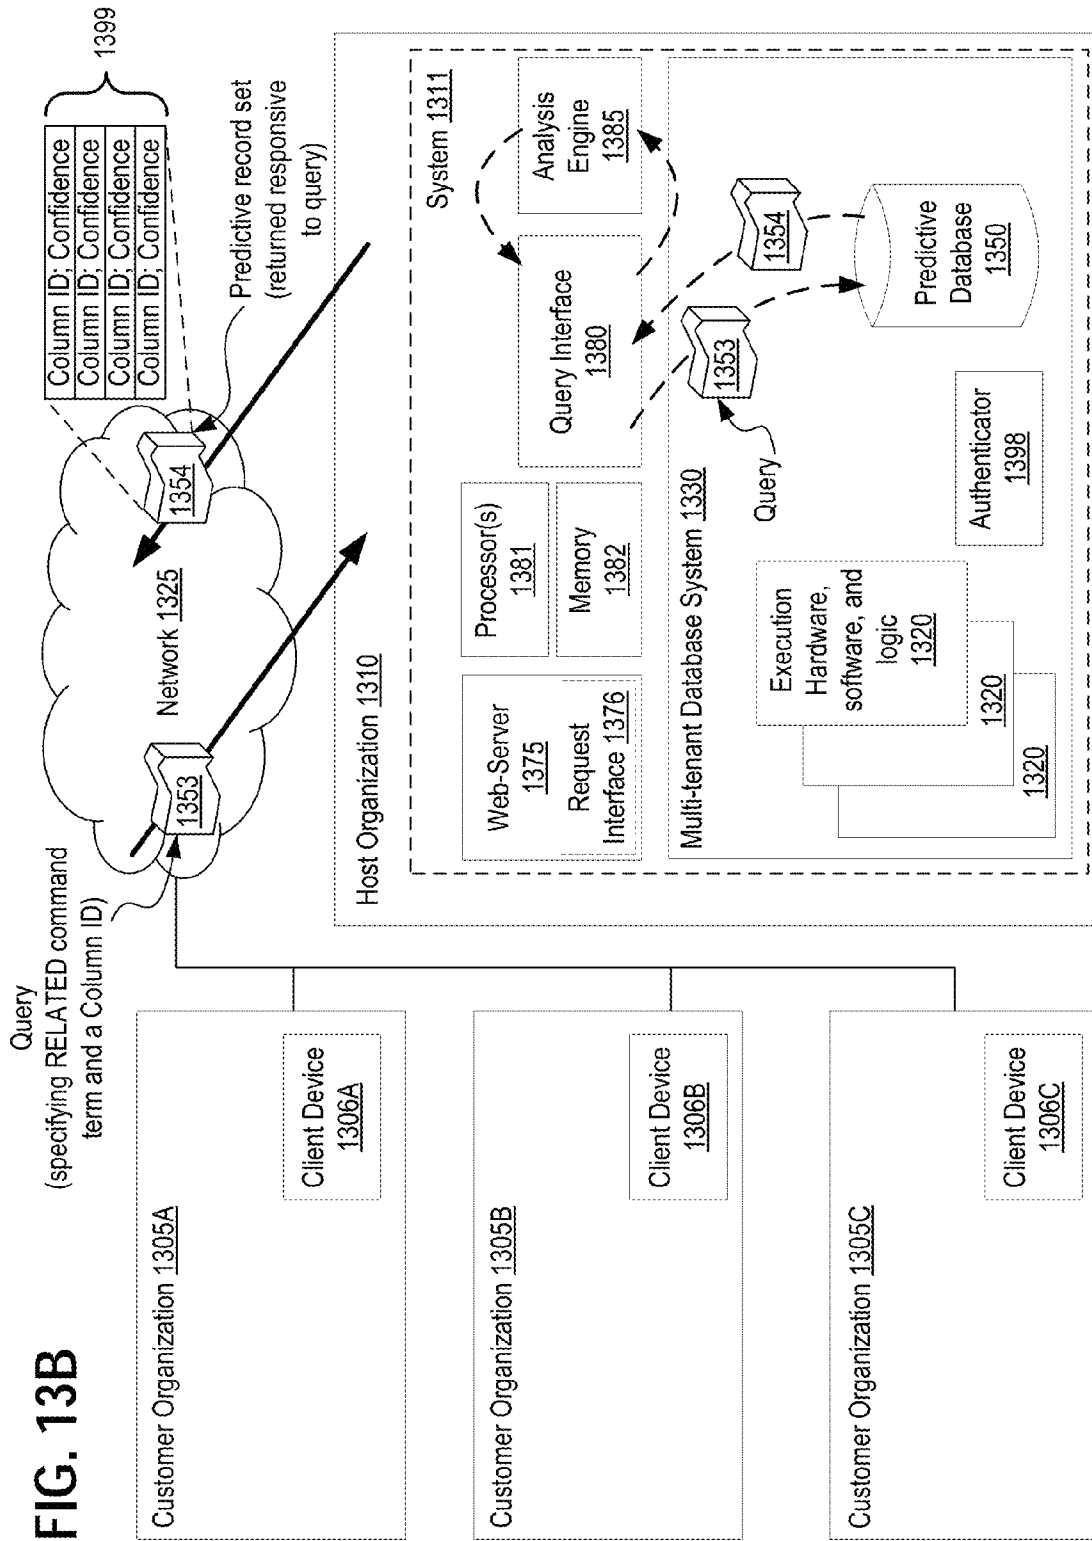 FIG. 13B
Query
(specifying RELATED command
term and a Column ID)
1353
Network 1325
1354
Column ID; Confidence
Column ID; Confidence
Column ID; Confidence
Column ID; Confidence
1399
Predictive record set
(returned responsive
to query)
Customer Organization 1305A
Client Device
1306A
Customer Organization 1305B
Client Device
1306B
Customer Organization 1305C
Client Device
1306C
Host Organization 1310
System 1311
Web-Server
1375
Request
Interface 1376
Processor(s)
1381
Memory
1382
Query Interface
1380
Analysis
Engine
1385
Multi-tenant Database System 1330
Query
1353
1354
Execution
Hardware,
software, and
logic
1320
1320
1320
Authenticator
1398
Predictive
Database
1350